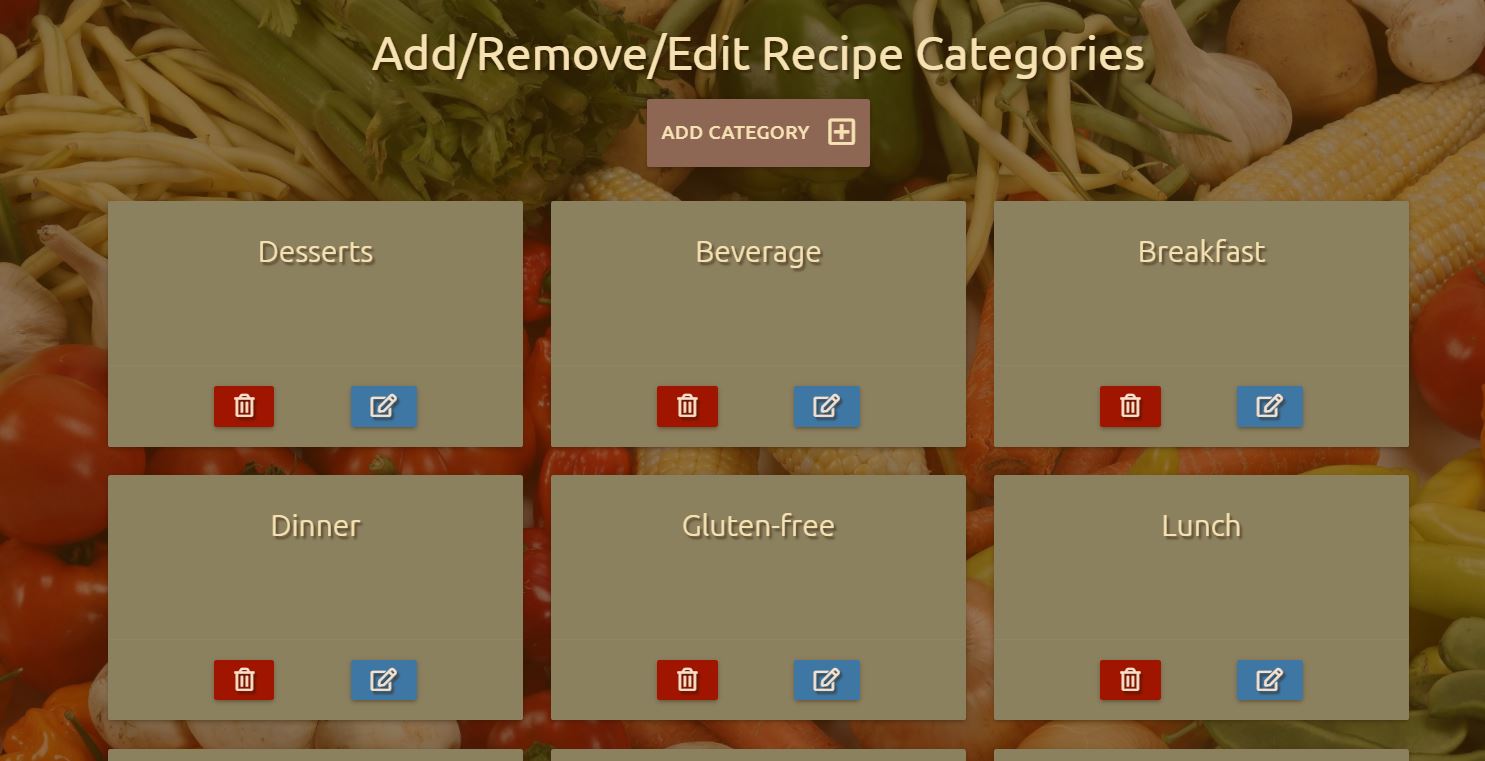 Add/Remove/Edit Recipe Categories
ADD CATEGORY
Desserts
Beverage
Breakfast
Dinner
Gluten-free
Lunch